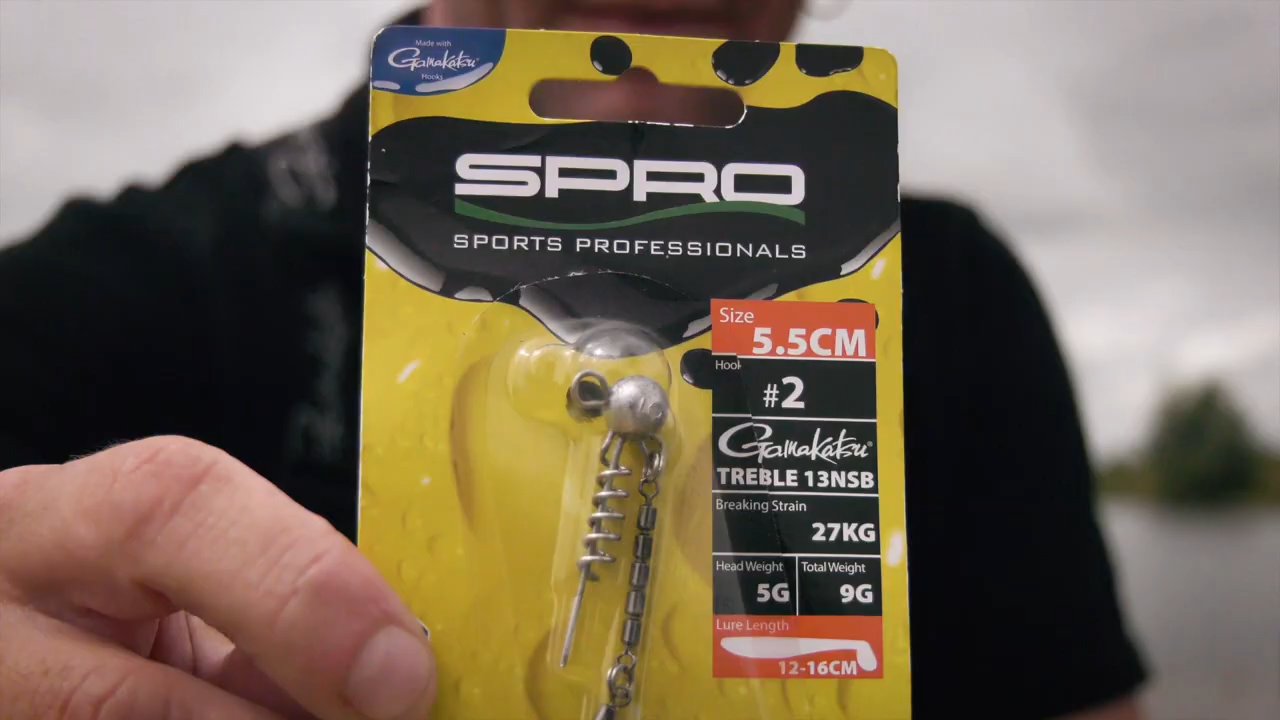 Made with
Gamakatsu
Hooks
SPRO
SPORTS PROFESSIONALS
Size
5.5CM
Hook
#2
Gamakatsu®
TREBLE 13NSB
Breaking Strain
27KG
Head Weight
5G
Total Weight
9G
Lure Length
12-16CM